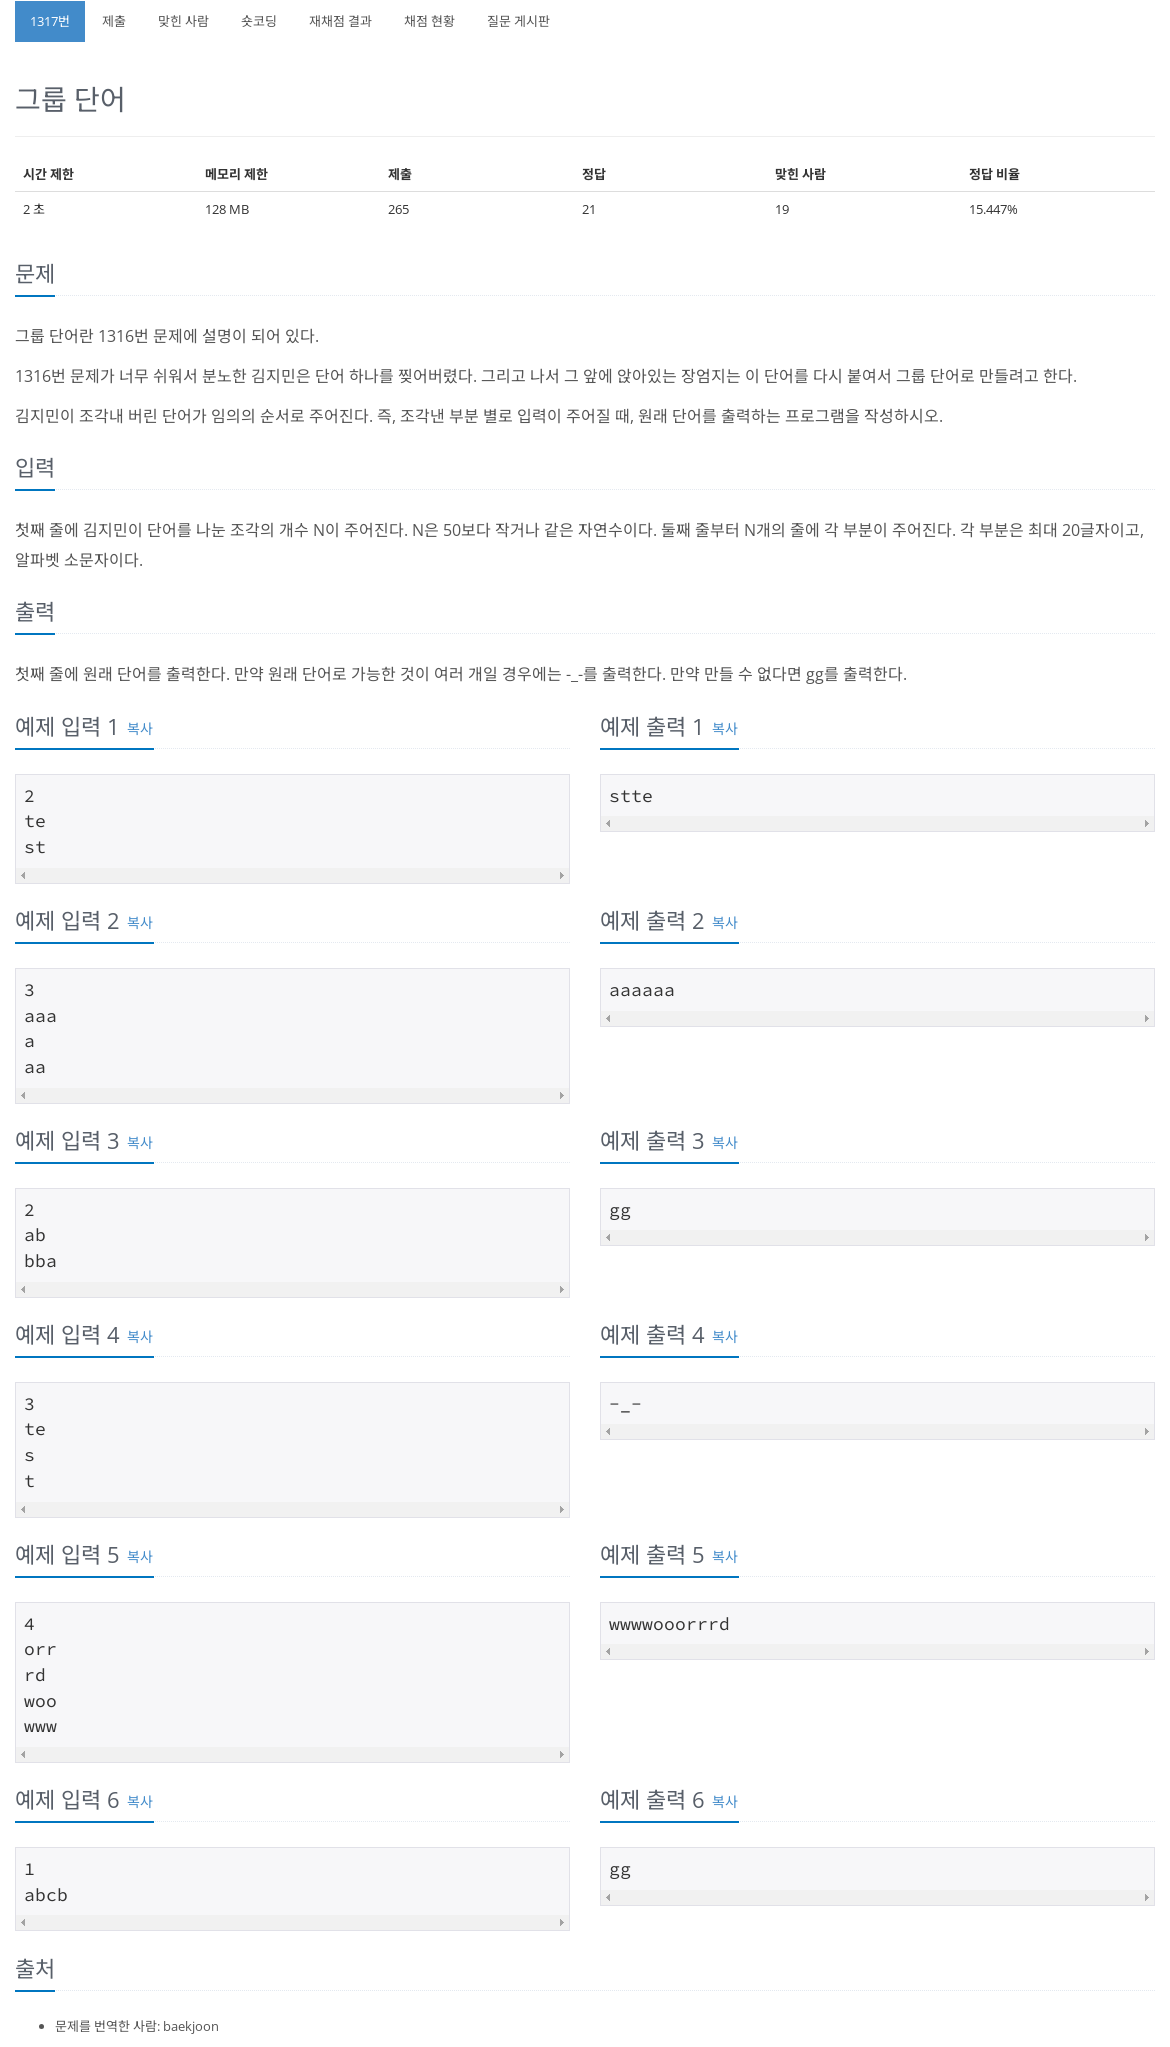 1317번 제출 맞힌 사람 숏코딩 재채점 결과 채점 현황 질문 게시판
그룹 단어
시간 제한 메모리 제한 제출 정답 맞힌 사람 정답 비율
2 초 128 MB 265 21 19 15.447%
문제
그룹 단어란 1316번 문제에 설명이 되어 있다.
1316번 문제가 너무 쉬워서 분노한 김지민은 단어 하나를 찢어버렸다. 그리고 나서 그 앞에 앉아있는 장엄지는 이 단어를 다시 붙여서 그룹 단어로 만들려고 한다.
김지민이 조각내 버린 단어가 임의의 순서로 주어진다. 즉, 조각낸 부분 별로 입력이 주어질 때, 원래 단어를 출력하는 프로그램을 작성하시오.
입력
첫째 줄에 김지민이 단어를 나눈 조각의 개수 N이 주어진다. N은 50보다 작거나 같은 자연수이다. 둘째 줄부터 N개의 줄에 각 부분이 주어진다. 각 부분은 최대 20글자이고,
알파벳 소문자이다.
출력
첫째 줄에 원래 단어를 출력한다. 만약 원래 단어로 가능한 것이 여러 개일 경우에는 -_-를 출력한다. 만약 만들 수 없다면 gg를 출력한다.
예제 입력 1 복사
2
te
st
예제 출력 1 복사
stte
예제 입력 2 복사
3
aaa
a
aa
예제 출력 2 복사
aaaaaa
예제 입력 3 복사
2
ab
bba
예제 출력 3 복사
gg
예제 입력 4 복사
3
te
s
t
예제 출력 4 복사
-_-
예제 입력 5 복사
4
orr
rd
woo
www
예제 출력 5 복사
wwwwooorrrd
예제 입력 6 복사
1
abcb
예제 출력 6 복사
gg
출처
문제를 번역한 사람: baekjoon